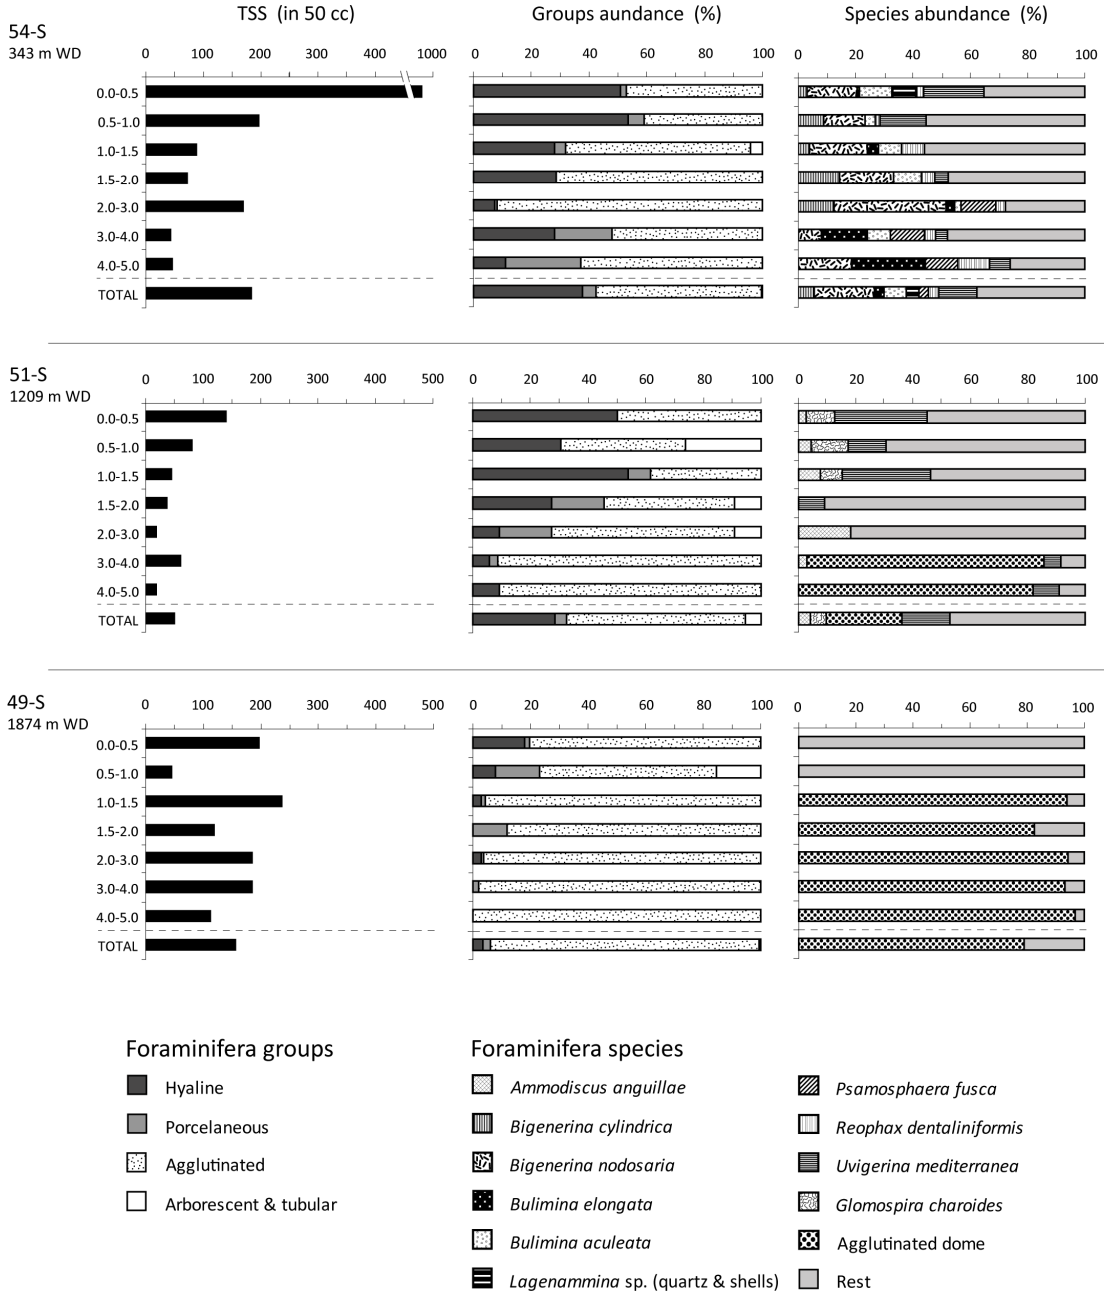 TSS (in 50 cc) Groups aundance (%) Species abundance (%)
54-S
343 m WD
0 100 200 300 400 1000 0 20 40 60 80 100 0 20 40 60 80 100
0.0-0.5
0.5-1.0
1.0-1.5
1.5-2.0
2.0-3.0
3.0-4.0
4.0-5.0
TOTAL
51-S
1209 m WD
0 100 200 300 400 500 0 20 40 60 80 100 0 20 40 60 80 100
0.0-0.5
0.5-1.0
1.0-1.5
1.5-2.0
2.0-3.0
3.0-4.0
4.0-5.0
TOTAL
49-S
1874 m WD
0 100 200 300 400 500 0 20 40 60 80 100 0 20 40 60 80 100
0.0-0.5
0.5-1.0
1.0-1.5
1.5-2.0
2.0-3.0
3.0-4.0
4.0-5.0
TOTAL
Foraminifera groups
Hyaline
Porcelaneous
Agglutinated
Arborescent & tubular
Foraminifera species
Ammodiscus anguillae
Bigenerina cylindrica
Bigenerina nodosaria
Bulimina elongata
Bulimina aculeata
Lagenammina sp. (quartz & shells)
Psamosphaera fusca
Reophax dentaliniformis
Uvigerina mediterranea
Glomospira charoides
Agglutinated dome
Rest